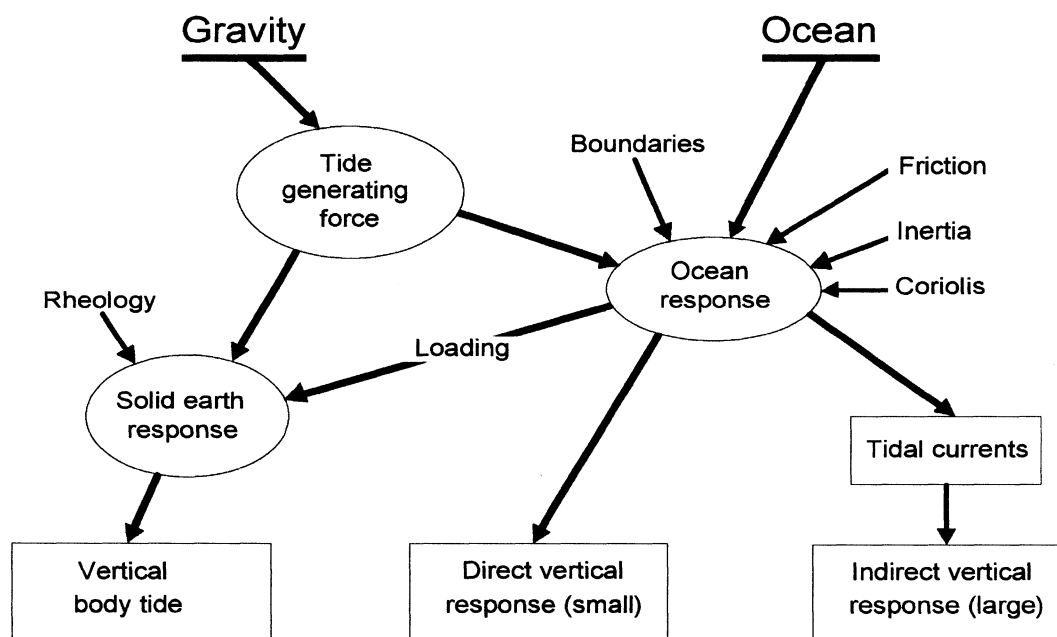 Gravity
Ocean
Boundaries
Friction
Tide
generating
force
Inertia
Ocean
response
Coriolis
Rheology
Loading
Solid earth
response
Tidal currents
Vertical
body tide
Direct vertical
response (small)
Indirect vertical
response (large)